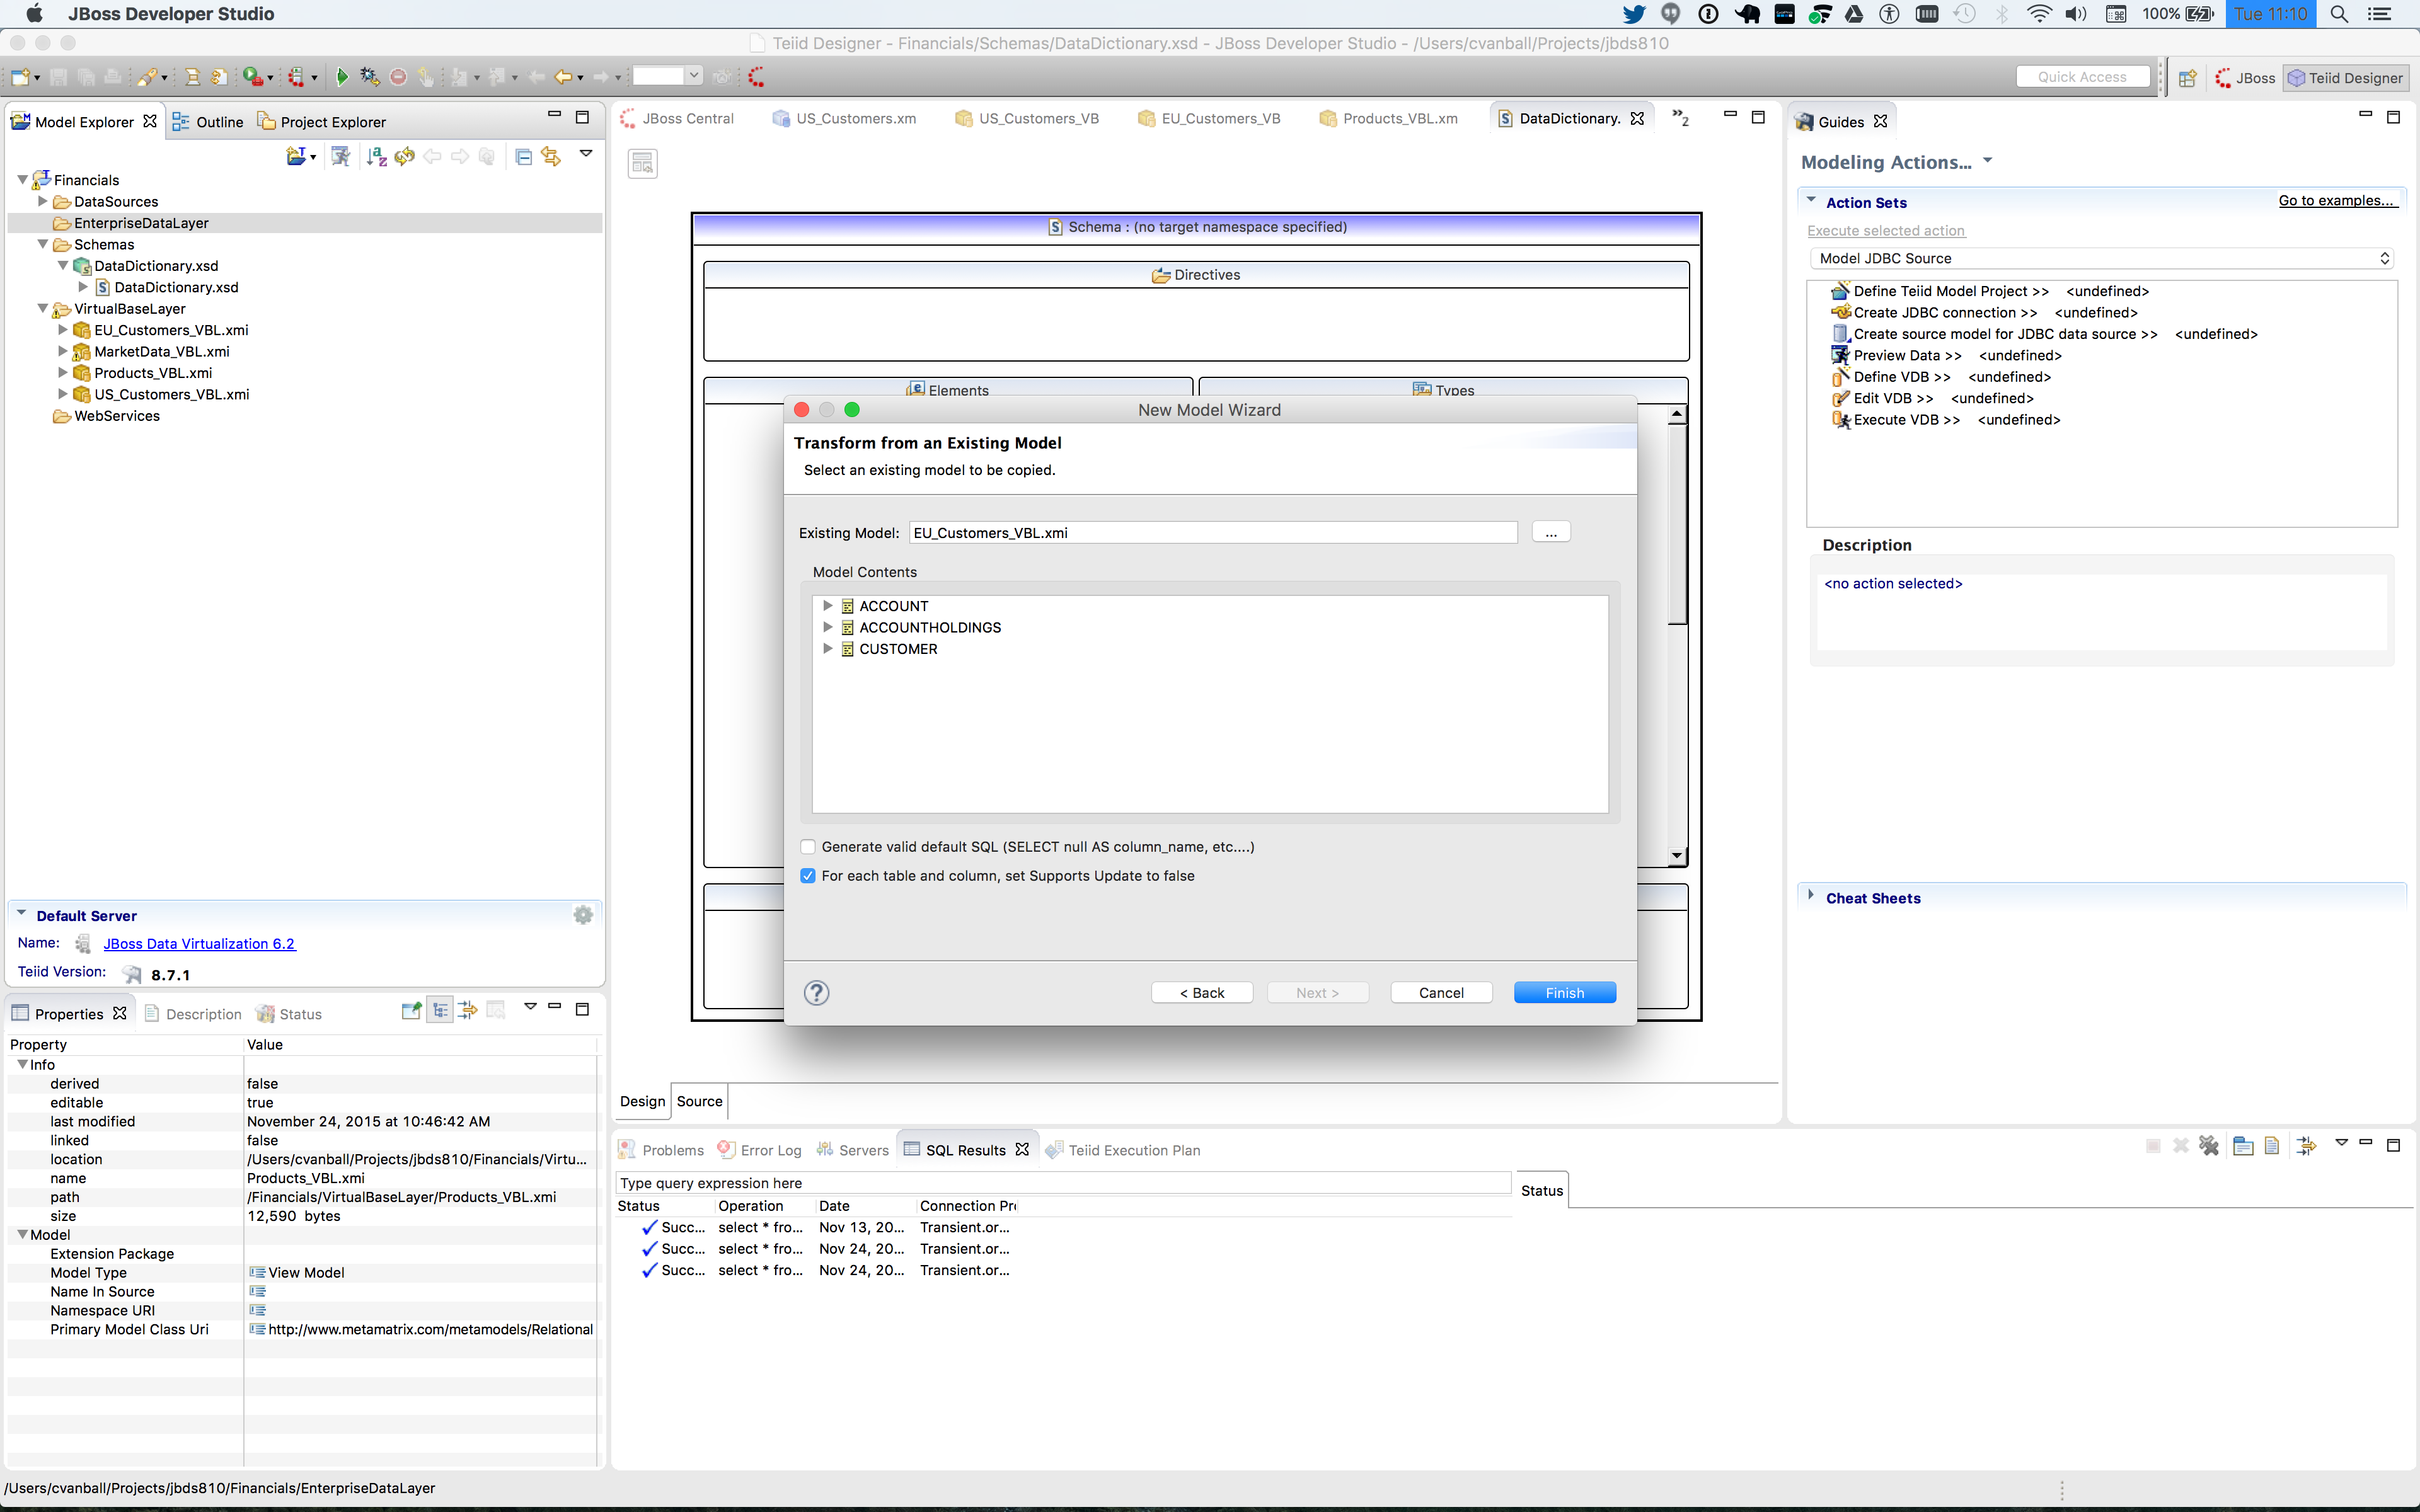 JBoss Developer Studio
100%
Tue 11:10
Teiid Designer - Financials/Schemas/DataDictionary.xsd - JBoss Developer Studio - /Users/cvanball/Projects/jbds810
Quick Access
JBoss
Teiid Designer
Model Explorer
Outline
Project Explorer
Financials
DataSources
EnterpriseDataLayer
Schemas
DataDictionary.xsd
DataDictionary.xsd
VirtualBaseLayer
EU_Customers_VBL.xmi
MarketData_VBL.xmi
Products_VBL.xmi
US_Customers_VBL.xmi
WebServices
Default Server
Name:
JBoss Data Virtualization 6.2
Teiid Version:
8.7.1
JBoss Central
US_Customers.xm
US_Customers_VB
EU_Customers_VB
Products_VBL.xm
DataDictionary.
»2
Schema : (no target namespace specified)
Directives
Elements
Types
New Model Wizard
Transform from an Existing Model
Select an existing model to be copied.
Existing Model:
EU_Customers_VBL.xmi
...
Model Contents
ACCOUNT
ACCOUNTHOLDINGS
CUSTOMER
Generate valid default SQL (SELECT null AS column_name, etc....)
For each table and column, set Supports Update to false
?
< Back
Next >
Cancel
Finish
Design
Source
Guides
Modeling Actions...
Action Sets
Go to examples...
Execute selected action
Model JDBC Source
Define Teiid Model Project >> <undefined>
Create JDBC connection >> <undefined>
Create source model for JDBC data source >> <undefined>
Preview Data >> <undefined>
Define VDB >> <undefined>
Edit VDB >> <undefined>
Execute VDB >> <undefined>
Description
<no action selected>
Cheat Sheets
Properties
Description
Status
Property Value
Info
derived false
editable true
last modified November 24, 2015 at 10:46:42 AM
linked false
location /Users/cvanball/Projects/jbds810/Financials/Virtu...
name Products_VBL.xmi
path /Financials/VirtualBaseLayer/Products_VBL.xmi
size 12,590 bytes
Model
Extension Package
Model Type View Model
Name In Source
Namespace URI
Primary Model Class Uri http://www.metamatrix.com/metamodels/Relational
Problems
Error Log
Servers
SQL Results
Teiid Execution Plan
Type query expression here
Status Operation Date Connection Pr
Succ... select * fro... Nov 13, 20... Transient.or...
Succ... select * fro... Nov 24, 20... Transient.or...
Succ... select * fro... Nov 24, 20... Transient.or...
Status
/Users/cvanball/Projects/jbds810/Financials/EnterpriseDataLayer